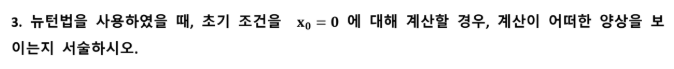 3. 뉴턴법을 사용하였을 때, 초기 조건을 x₀ = 0 에 대해 계산할 경우, 계산이 어떠한 양상을 보
이는지 서술하시오.